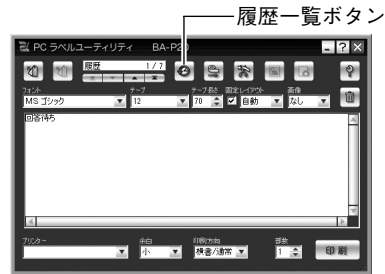 履歴一覧ボタン
PC ラベルユーティリティ BA-P20
履歴 1/7
フォント テープ テープ長さ 固定レイアウト 画像
MS ゴシック 12 70 自動 なし
回答待ち
プリンター 余白 印刷方向 部数
小 横書/通常 1 印刷